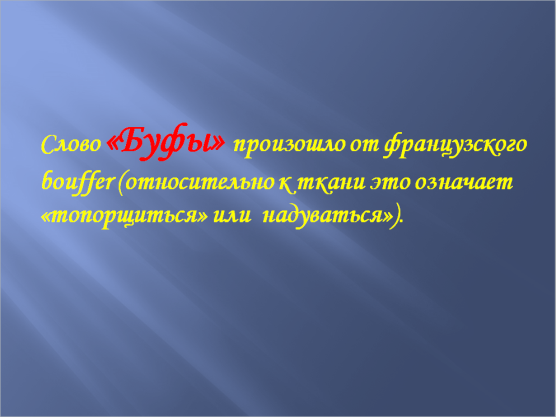 Слово «Буфы» произошло от французского
bouffer (относительно к ткани это означает
«топорщиться» или надуваться»).